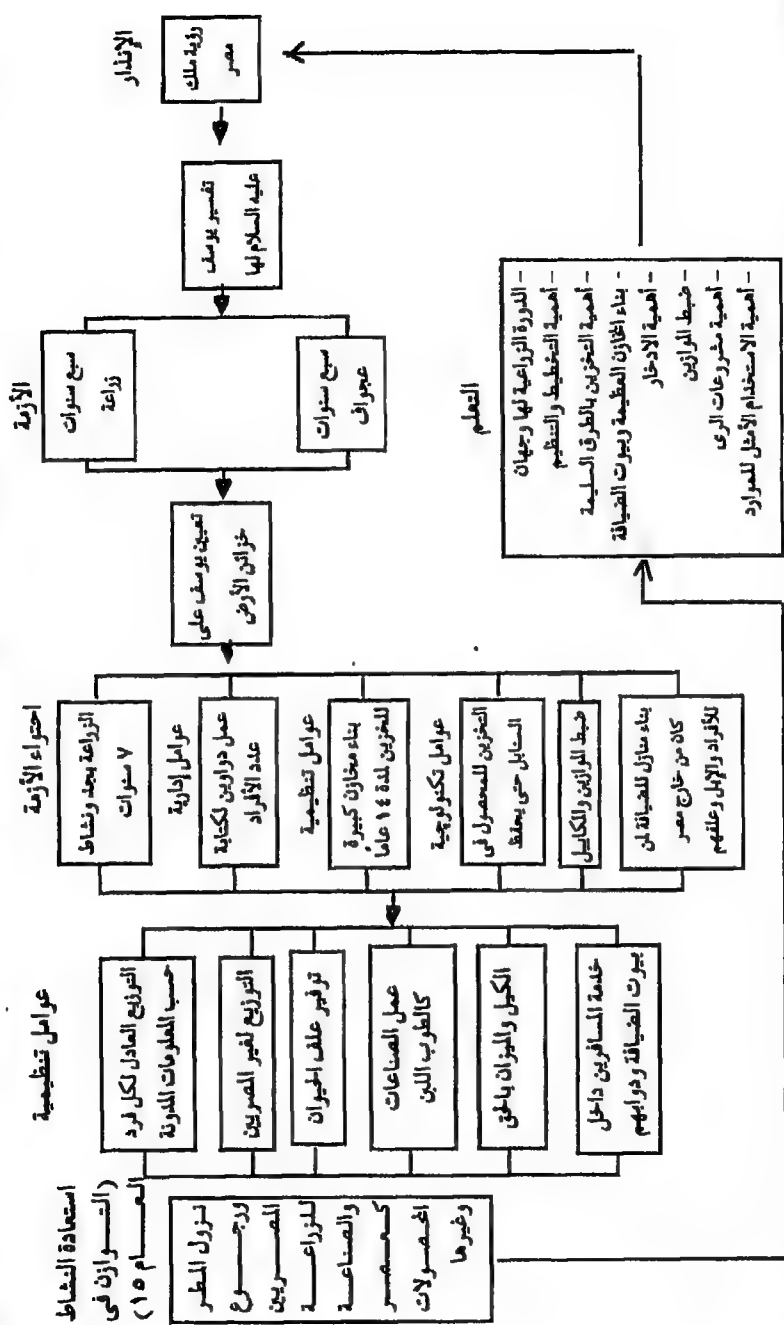 الإنذار
رؤية ملك
مصر
تفسير يوسف
عليه السلام لها
الأزمة
سبع سنوات
زراعة
سبع سنوات
عجواف
تعيين يوسف على
خزائن الأرض
احتراء الأزمة
الزراعة بجد ونشاط
٧ سنوات
عوامل إدارية
عمل دواوين لكتابة
عدد الأفراد
عوامل تنظيمية
بناء مخازن كبيرة
للتخزين لمدة ١٤ عاماً
عوامل تكنولوجية
التخزين للمحصول فى
السنابل حتى يحفظ
ضبط الموازين والمكاييل
بناء منازل للضيافة لمن
كان من خارج مصر
للأفراد والإبل وعلفهم
عوامل تنظيمية
التوزيع العادل لكل فرد
حسب المعلومات المدونة
التوزيع لغير المصريين
توفير علف الحيوان
عمل الصناعات
كالطوب اللبن
الكيل والميزان بالحق
خدمة المسافرين داخل
بيوت الضيافة ودوابهم
استعادة النشاط
(التوازن فى
العام ١٥)
نزول المطر
ورجوع
المصريين
للزراعة
والصناعة
كعصر
المحصولات
وغيرها
التعلم
- الدورة الزراعية لها وجهان
- أهمية التخطيط والتنظيم
- أهمية التخزين بالطرق السليمة
- بناء المخازن العظيمة وبيوت الضيافة
- أهمية الادخار
- ضبط الموازين
- أهمية مشروعات الرى
- أهمية الاستخدام الأمثل للموارد